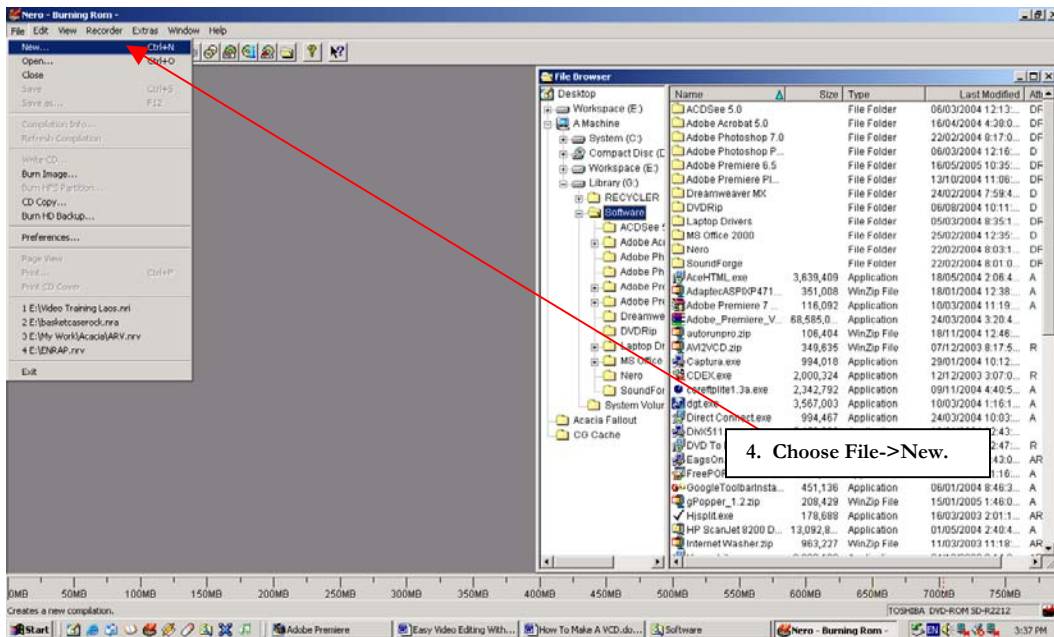 Nero - Burning Rom -
File Edit View Recorder Extras Window Help
New... Ctrl+N
Open... Ctrl+O
Close
Save Ctrl+S
Save as... F12
Compilation Info...
Refresh Compilation
Write CD...
Burn Image...
Burn HFS Partition...
CD Copy...
Burn HD Backup...
Preferences...
Page View
Print... Ctrl+P
Print CD Cover
1 E:\Video Training Laos.nri
2 E:\basketcaserock.nra
3 E:\My Work\Acacia\ARV.nrv
4 E:\ENRAP.nrv
Exit
File Browser
Desktop
Workspace (E:)
A Machine
System (C:)
Compact Disc (D
Workspace (E:)
Library (G:)
RECYCLER
Software
ACDSee
Adobe Acr
Adobe Ph
Adobe Ph
Adobe Pre
Adobe Pre
Dreamwe
DVDRip
Laptop Dr
MS Office
Nero
SoundFor
System Volur
Acacia Fallout
CG Cache
Name Size Type Last Modified
ACDSee 5.0 File Folder 06/03/2004 12:13:... DF
Adobe Acrobat 5.0 File Folder 16/04/2004 4:38:0... DF
Adobe Photoshop 7.0 File Folder 22/02/2004 8:17:0... DF
Adobe Photoshop P... File Folder 06/03/2004 12:16:... D
Adobe Premiere 6.5 File Folder 16/05/2005 10:35:... DF
Adobe Premiere Pl... File Folder 13/10/2004 11:06:... DF
Dreamweaver MX File Folder 24/02/2004 7:59:4... D
DVDRip File Folder 06/08/2004 10:11:... D
Laptop Drivers File Folder 05/03/2004 8:35:1... DF
MS Office 2000 File Folder 25/02/2004 12:35:... D
Nero File Folder 22/02/2004 8:03:1... DF
SoundForge File Folder 22/02/2004 8:01:0... DF
AceHTML.exe 3,639,409 Application 18/05/2004 2:06:4... A
AdaptecASPIXP471... 351,008 WinZip File 18/01/2004 12:38... A
Adobe Premiere 7... 116,092 Application 10/03/2004 11:19... A
Adobe_Premiere_V... 68,585,0... Application 24/03/2004 3:20:4...
autorunpro.zip 106,404 WinZip File 18/11/2004 12:46:...
AVI2VCD.zip 349,635 WinZip File 07/12/2003 8:17:5... R
Captura.exe 994,018 Application 29/01/2004 10:12:...
CDEX.exe 2,000,324 Application 12/12/2003 3:07:0... R
coreftplite1.3a.exe 2,342,792 Application 09/11/2004 4:40:5... A
dgt.exe 3,567,003 Application 10/03/2004 1:16:1... A
Direct Connect.exe 994,467 Application 24/03/2004 10:03:... A
DivX511
DVD To R
EagsOn AR
FreePOF A
GoogleToolbarInsta... 451,136 Application 06/01/2004 8:46:3... A
gPopper_1.2.zip 208,429 WinZip File 15/01/2005 1:46:0... A
Hjsplit.exe 178,688 Application 16/03/2003 2:01:1... AR
HP ScanJet 8200 D... 13,092,8... Application 01/05/2004 2:40:4... A
Internet Washer.zip 963,227 WinZip File 11/03/2003 11:18:... AR
4. Choose File->New.
0MB 50MB 100MB 150MB 200MB 250MB 300MB 350MB 400MB 450MB 500MB 550MB 600MB 650MB 700MB 750MB
Creates a new compilation. TOSHIBA DVD-ROM SD-R2212
Start Adobe Premiere Easy Video Editing With... How To Make A VCD.do... Software Nero - Burning Rom - EN 3:37 PM